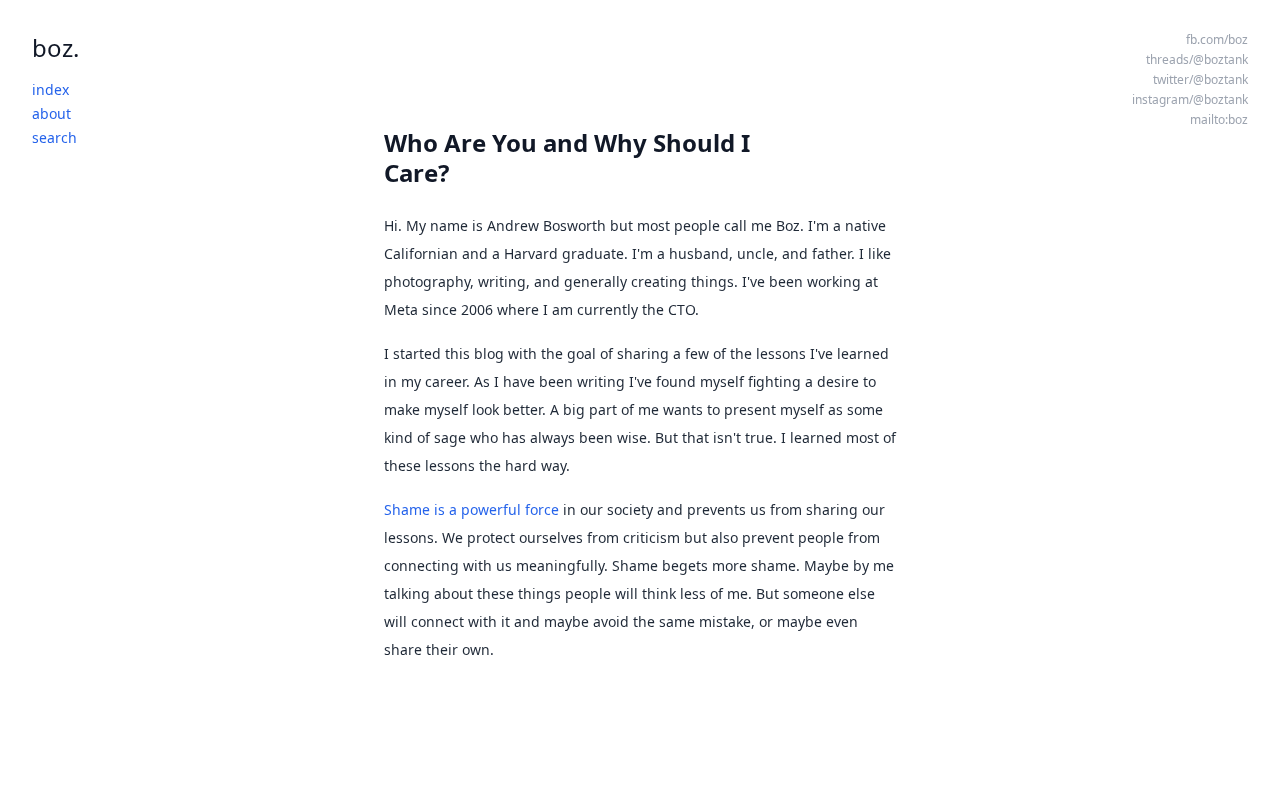 boz.
index
about
search
fb.com/boz
threads/@boztank
twitter/@boztank
instagram/@boztank
mailto:boz
Who Are You and Why Should I
Care?
Hi. My name is Andrew Bosworth but most people call me Boz. I'm a native
Californian and a Harvard graduate. I'm a husband, uncle, and father. I like
photography, writing, and generally creating things. I've been working at
Meta since 2006 where I am currently the CTO.
I started this blog with the goal of sharing a few of the lessons I've learned
in my career. As I have been writing I've found myself fighting a desire to
make myself look better. A big part of me wants to present myself as some
kind of sage who has always been wise. But that isn't true. I learned most of
these lessons the hard way.
Shame is a powerful force in our society and prevents us from sharing our
lessons. We protect ourselves from criticism but also prevent people from
connecting with us meaningfully. Shame begets more shame. Maybe by me
talking about these things people will think less of me. But someone else
will connect with it and maybe avoid the same mistake, or maybe even
share their own.